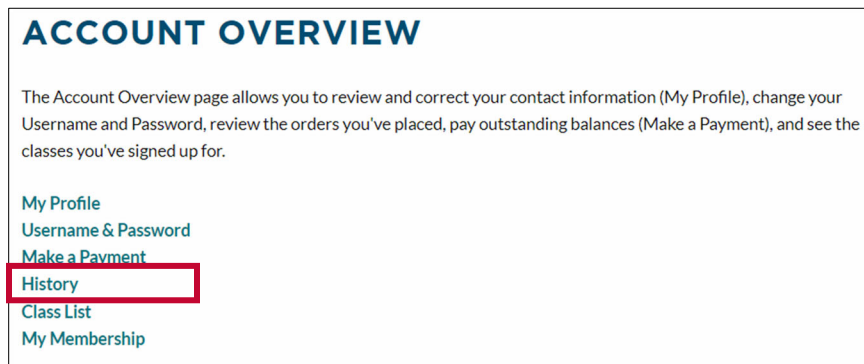 ACCOUNT OVERVIEW
The Account Overview page allows you to review and correct your contact information (My Profile), change your
Username and Password, review the orders you've placed, pay outstanding balances (Make a Payment), and see the
classes you've signed up for.
My Profile
Username & Password
Make a Payment
History
Class List
My Membership